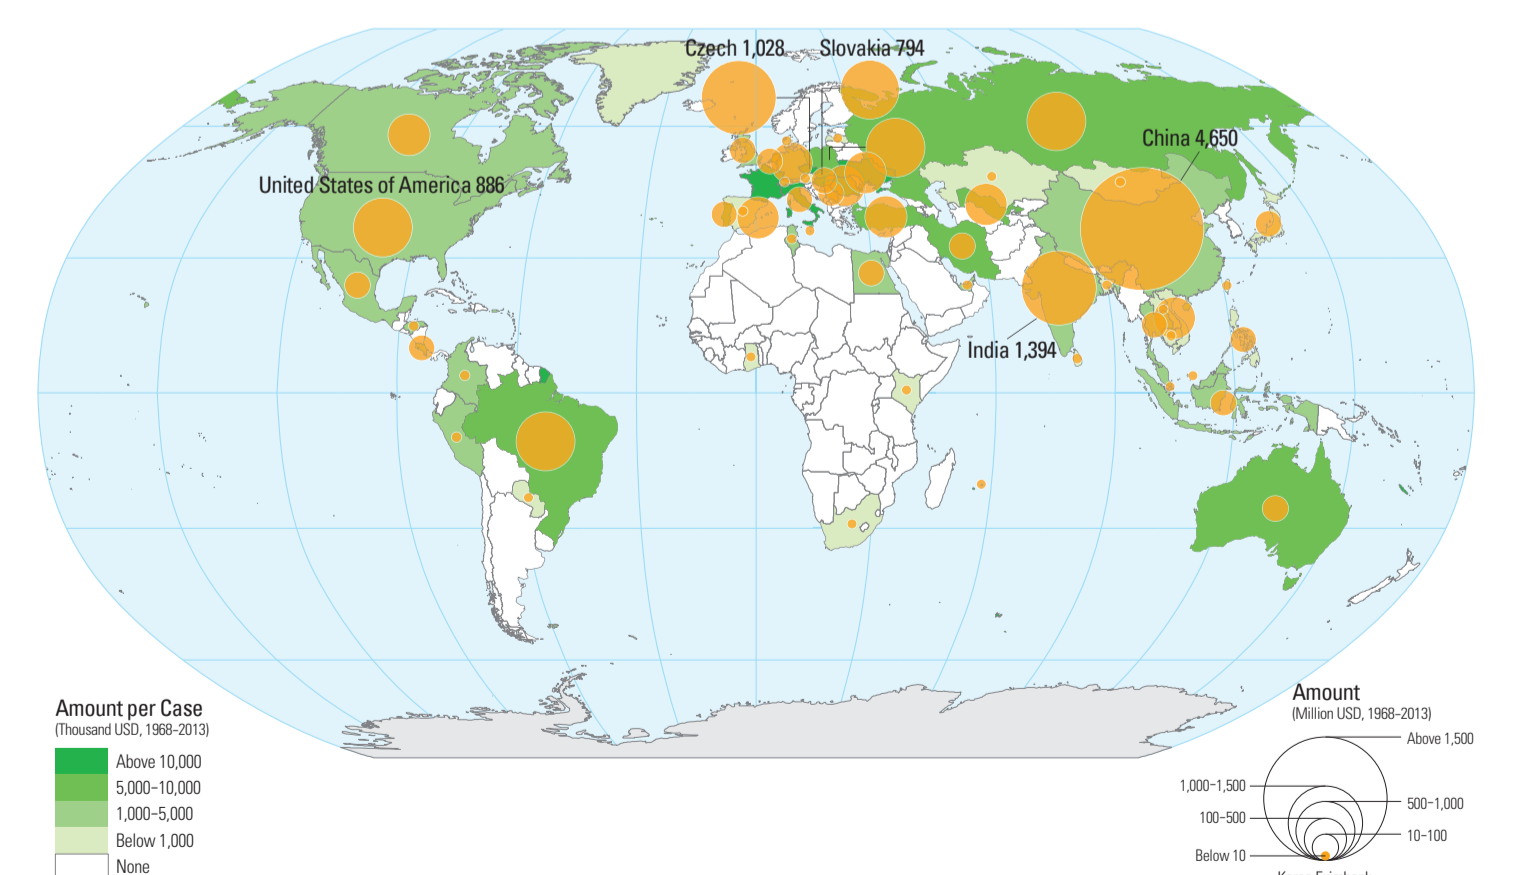 Czech 1,028
Slovakia 794
China 4,650
United States of America 886
India 1,394
Amount per Case
(Thousand USD, 1968-2013)
Above 10,000
5,000-10,000
1,000-5,000
Below 1,000
None
Amount
(Million USD, 1968-2013)
Above 1,500
1,000-1,500
500-1,000
100-500
10-100
Below 10